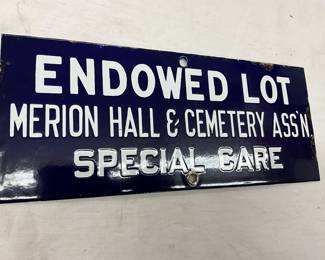 ENDOWED LOT
MERION HALL & CEMETERY ASS'N.
SPECIAL CARE